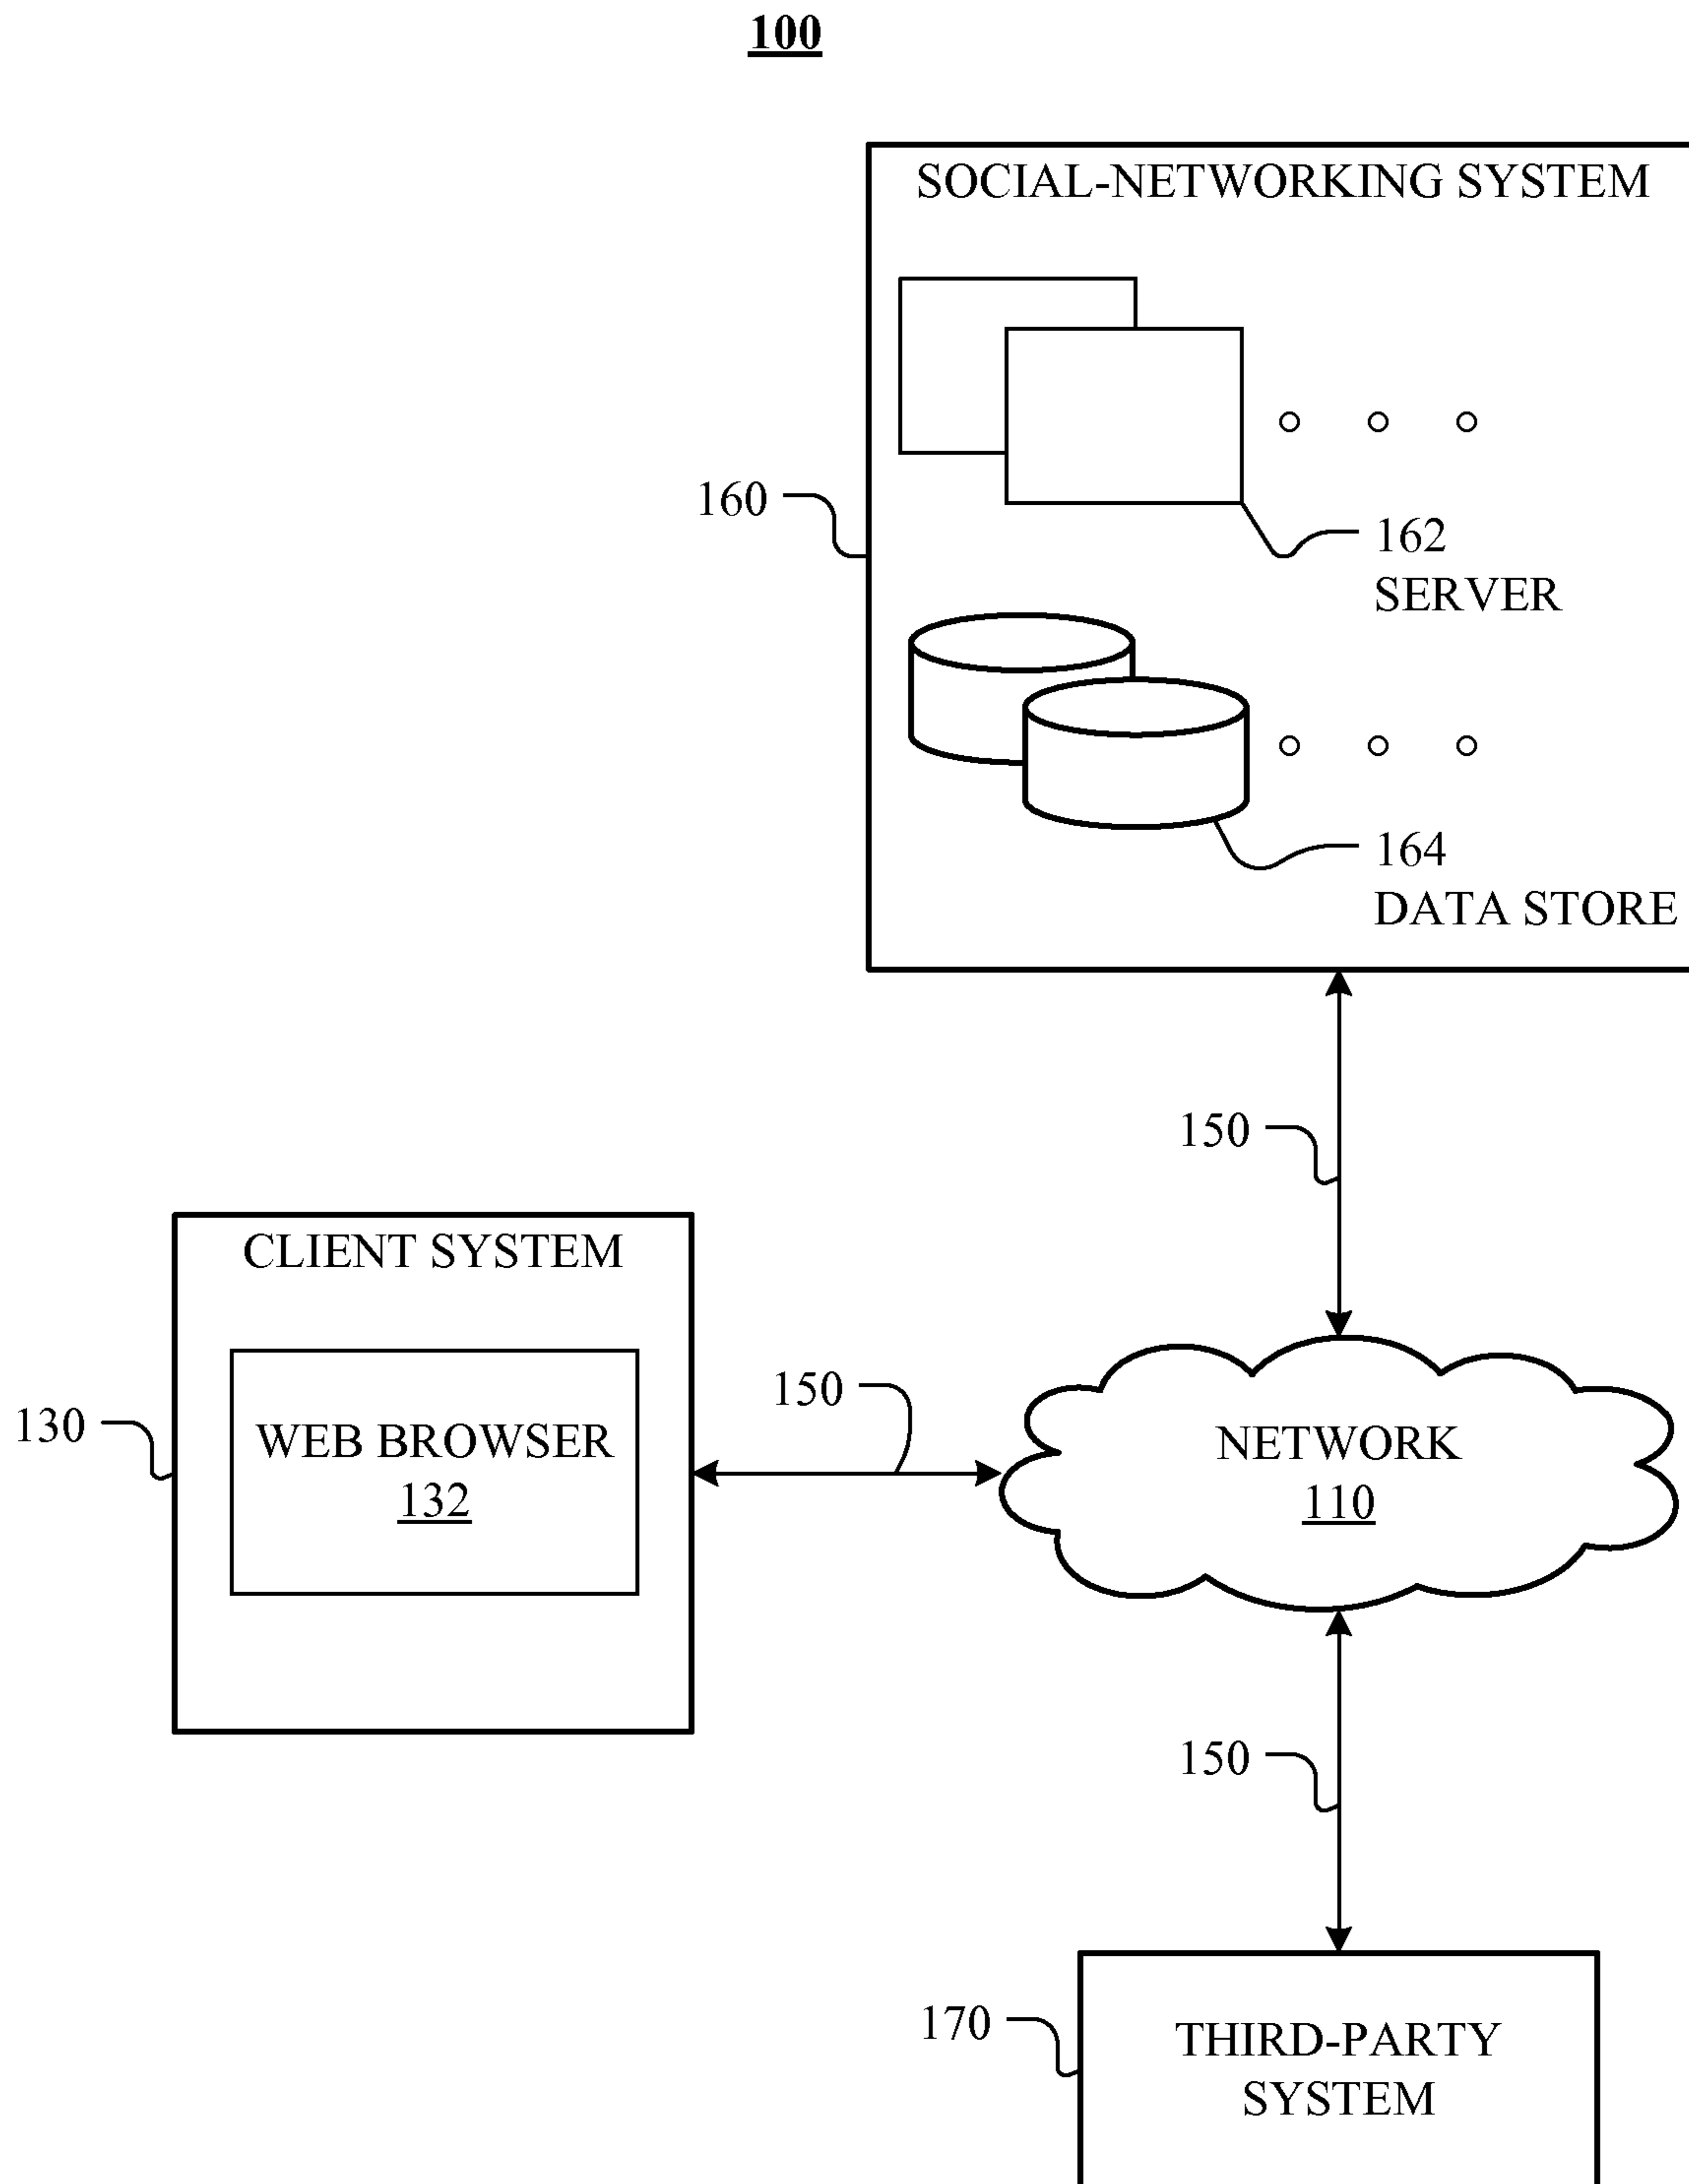 100
SOCIAL-NETWORKING SYSTEM
160
162
SERVER
164
DATA STORE
150
CLIENT SYSTEM
130
WEB BROWSER
132
150
NETWORK
110
150
170
THIRD-PARTY
SYSTEM